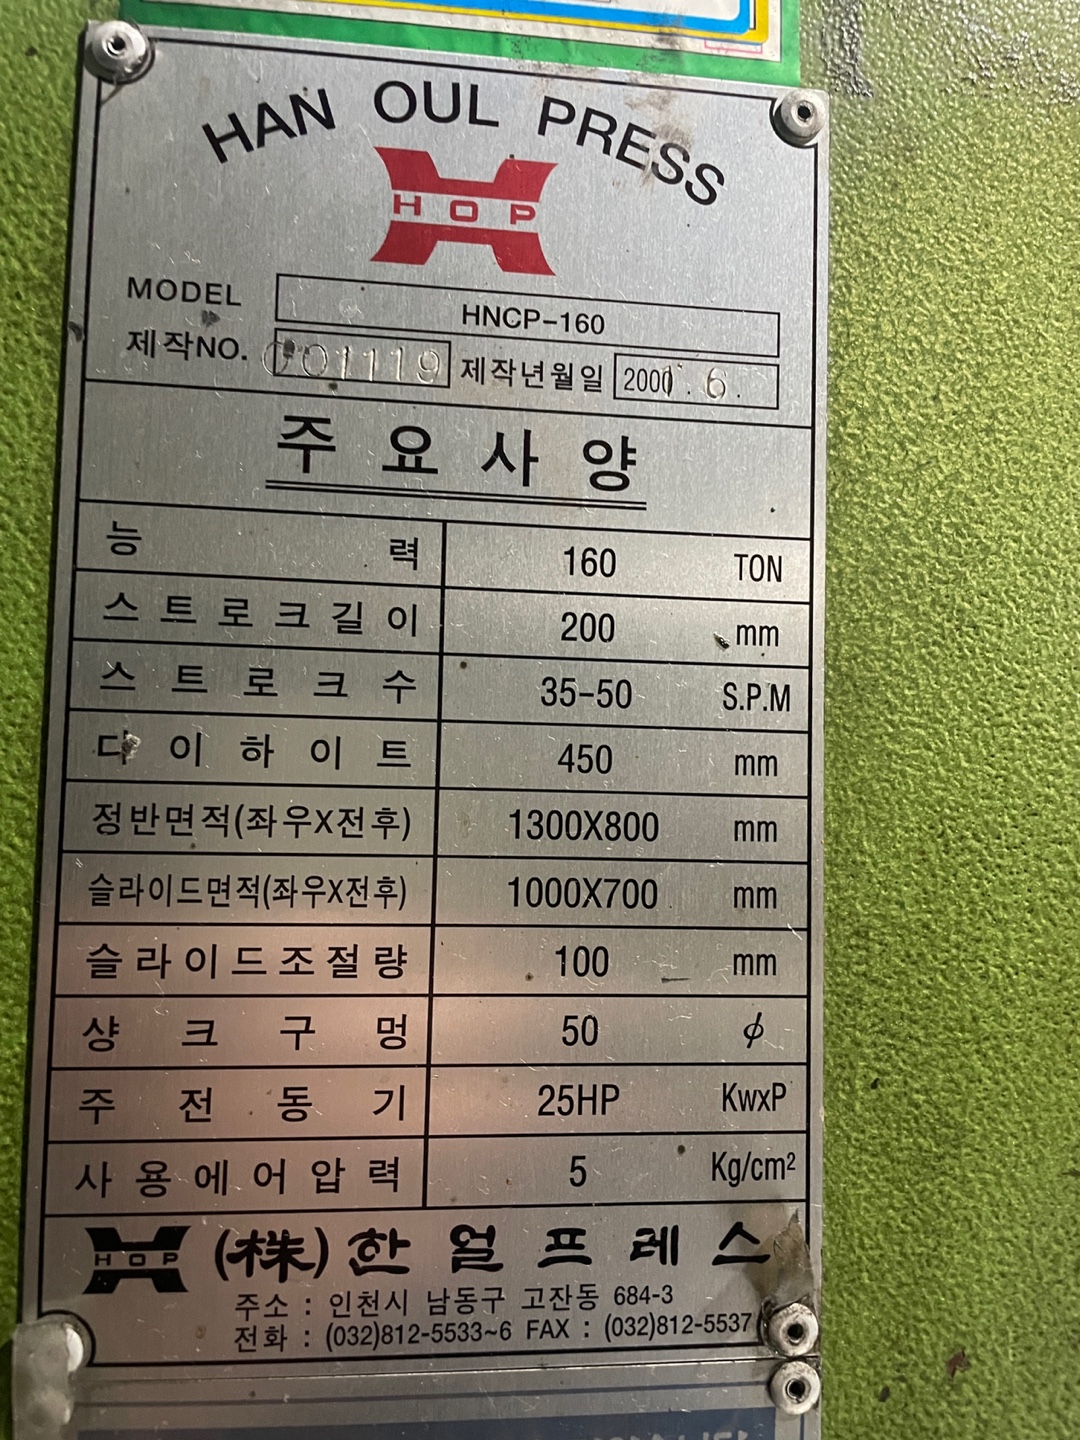 HAN OUL PRESS
HOP
MODEL HNCP-160
제작NO. 001119 제작년월일 2001.6.
주요사양
능력 160 TON
스트로크길이 200 mm
스트로크수 35-50 S.P.M
다이하이트 450 mm
정반면적(좌우X전후) 1300X800 mm
슬라이드면적(좌우X전후) 1000X700 mm
슬라이드조절량 100 mm
샹크구멍 50 ϕ
주전동기 25HP KwxP
사용에어압력 5 Kg/cm²
HOP (株)한얼프레스
주소 : 인천시 남동구 고잔동 684-3
전화 : (032)812-5533~6 FAX : (032)812-5537